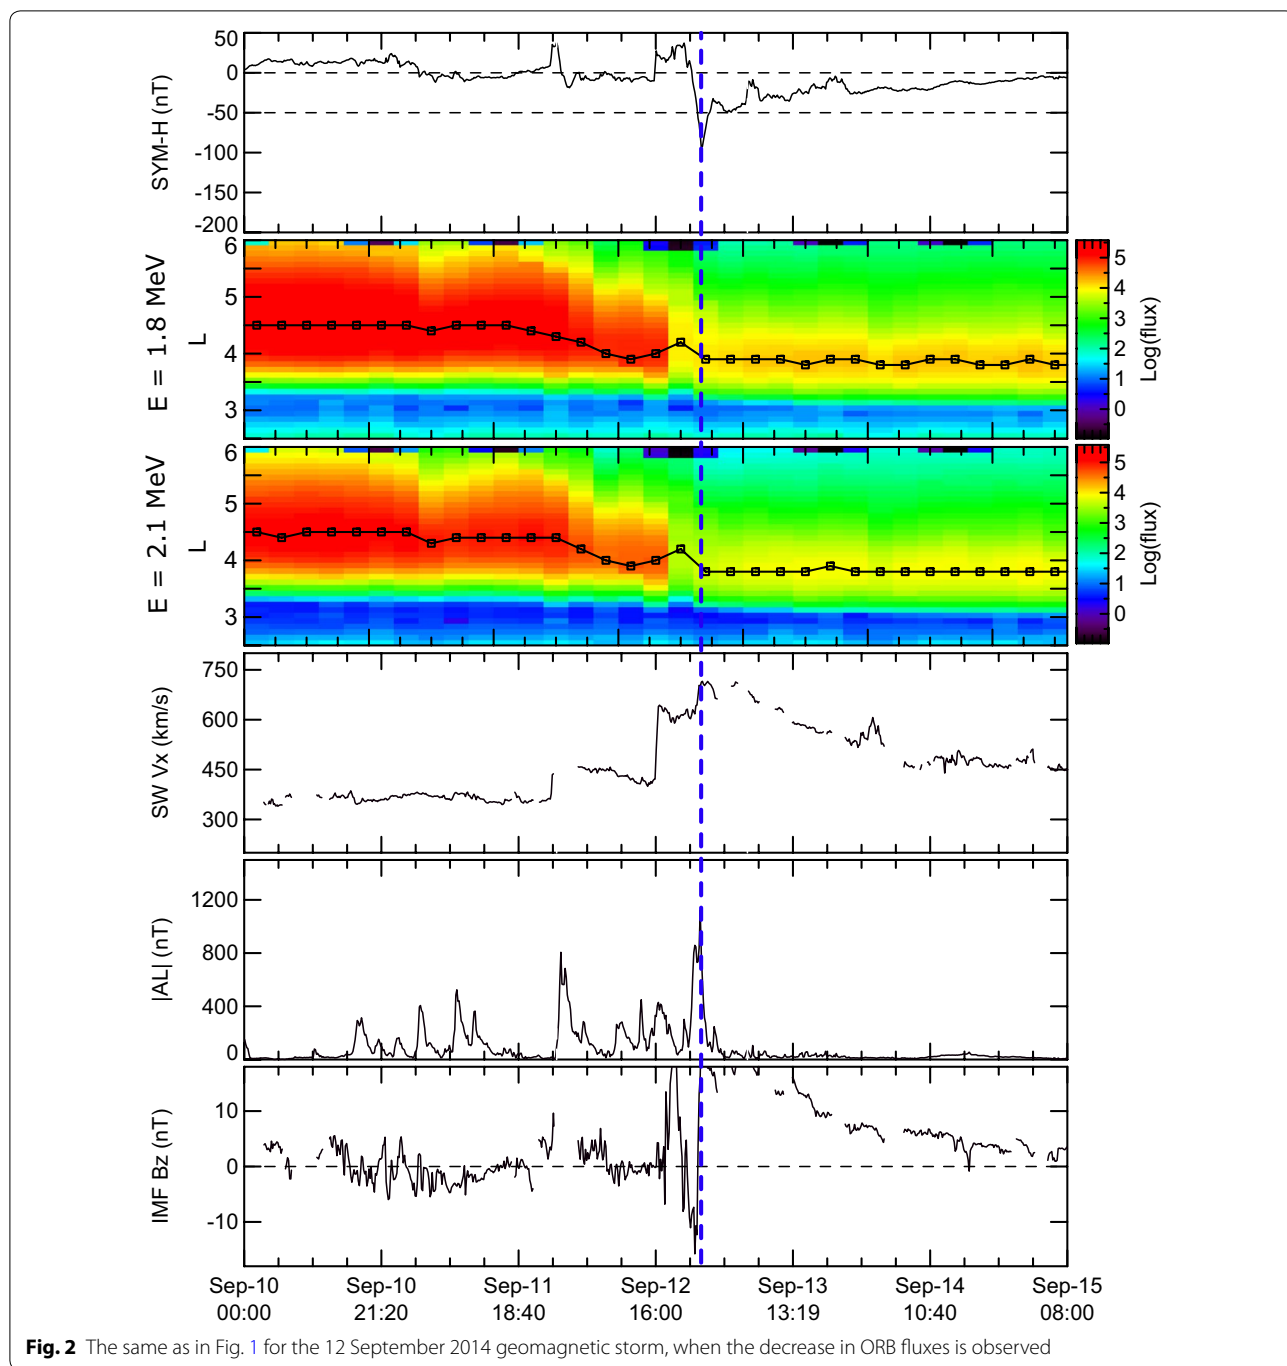 50
0
-50
-100
-150
-200
SYM-H (nT)
6
5
4
3
L
E = 1.8 MeV
5
4
3
2
1
0
Log(flux)
6
5
4
3
L
E = 2.1 MeV
5
4
3
2
1
0
Log(flux)
750
600
450
300
SW Vx (km/s)
1200
800
400
0
|AL| (nT)
10
0
-10
IMF Bz (nT)
Sep-10 Sep-10 Sep-11 Sep-12 Sep-13 Sep-14 Sep-15
00:00 21:20 18:40 16:00 13:19 10:40 08:00
Fig. 2 The same as in Fig. 1 for the 12 September 2014 geomagnetic storm, when the decrease in ORB fluxes is observed